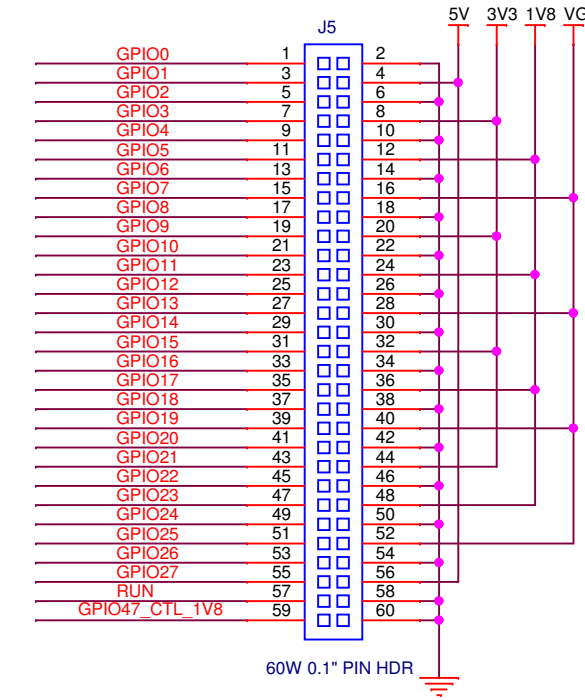 5V 3V3 1V8 VG
J5
GPIO0 1 2
GPIO1 3 4
GPIO2 5 6
GPIO3 7 8
GPIO4 9 10
GPIO5 11 12
GPIO6 13 14
GPIO7 15 16
GPIO8 17 18
GPIO9 19 20
GPIO10 21 22
GPIO11 23 24
GPIO12 25 26
GPIO13 27 28
GPIO14 29 30
GPIO15 31 32
GPIO16 33 34
GPIO17 35 36
GPIO18 37 38
GPIO19 39 40
GPIO20 41 42
GPIO21 43 44
GPIO22 45 46
GPIO23 47 48
GPIO24 49 50
GPIO25 51 52
GPIO26 53 54
GPIO27 55 56
RUN 57 58
GPIO47_CTL_1V8 59 60
60W 0.1" PIN HDR